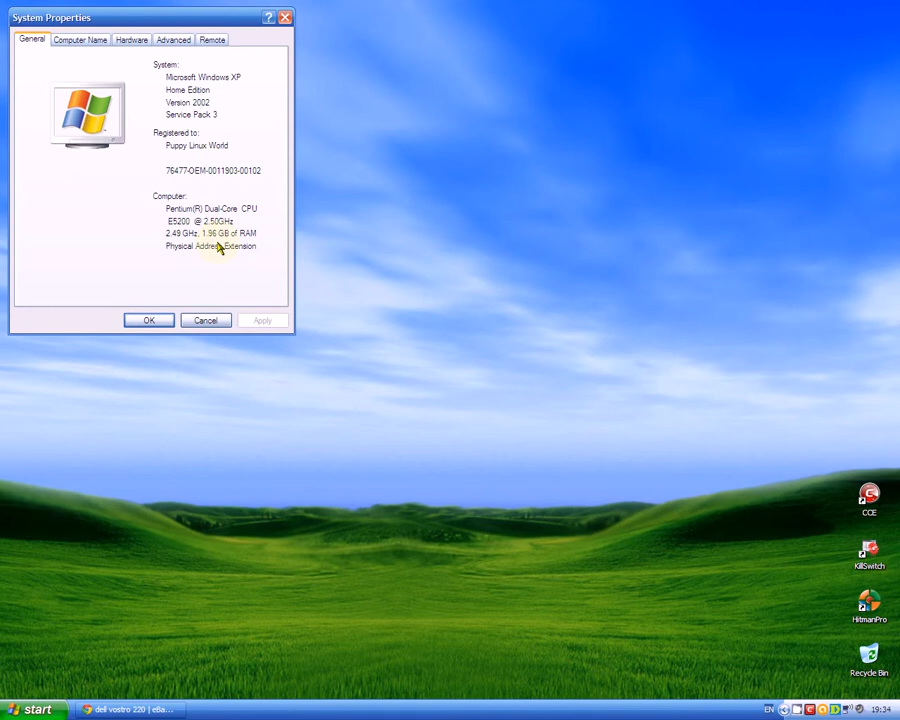 System Properties
General
Computer Name
Hardware
Advanced
Remote
System:
Microsoft Windows XP
Home Edition
Version 2002
Service Pack 3
Registered to:
Puppy Linux World
76477-OEM-0011903-00102
Computer:
Pentium(R) Dual-Core CPU
E5200 @ 2.50GHz
2.49 GHz, 1.96 GB of RAM
Physical Address Extension
OK
Cancel
Apply
CCE
KillSwitch
HitmanPro
Recycle Bin
start
dell vostro 220 | eBa...
EN
19:34